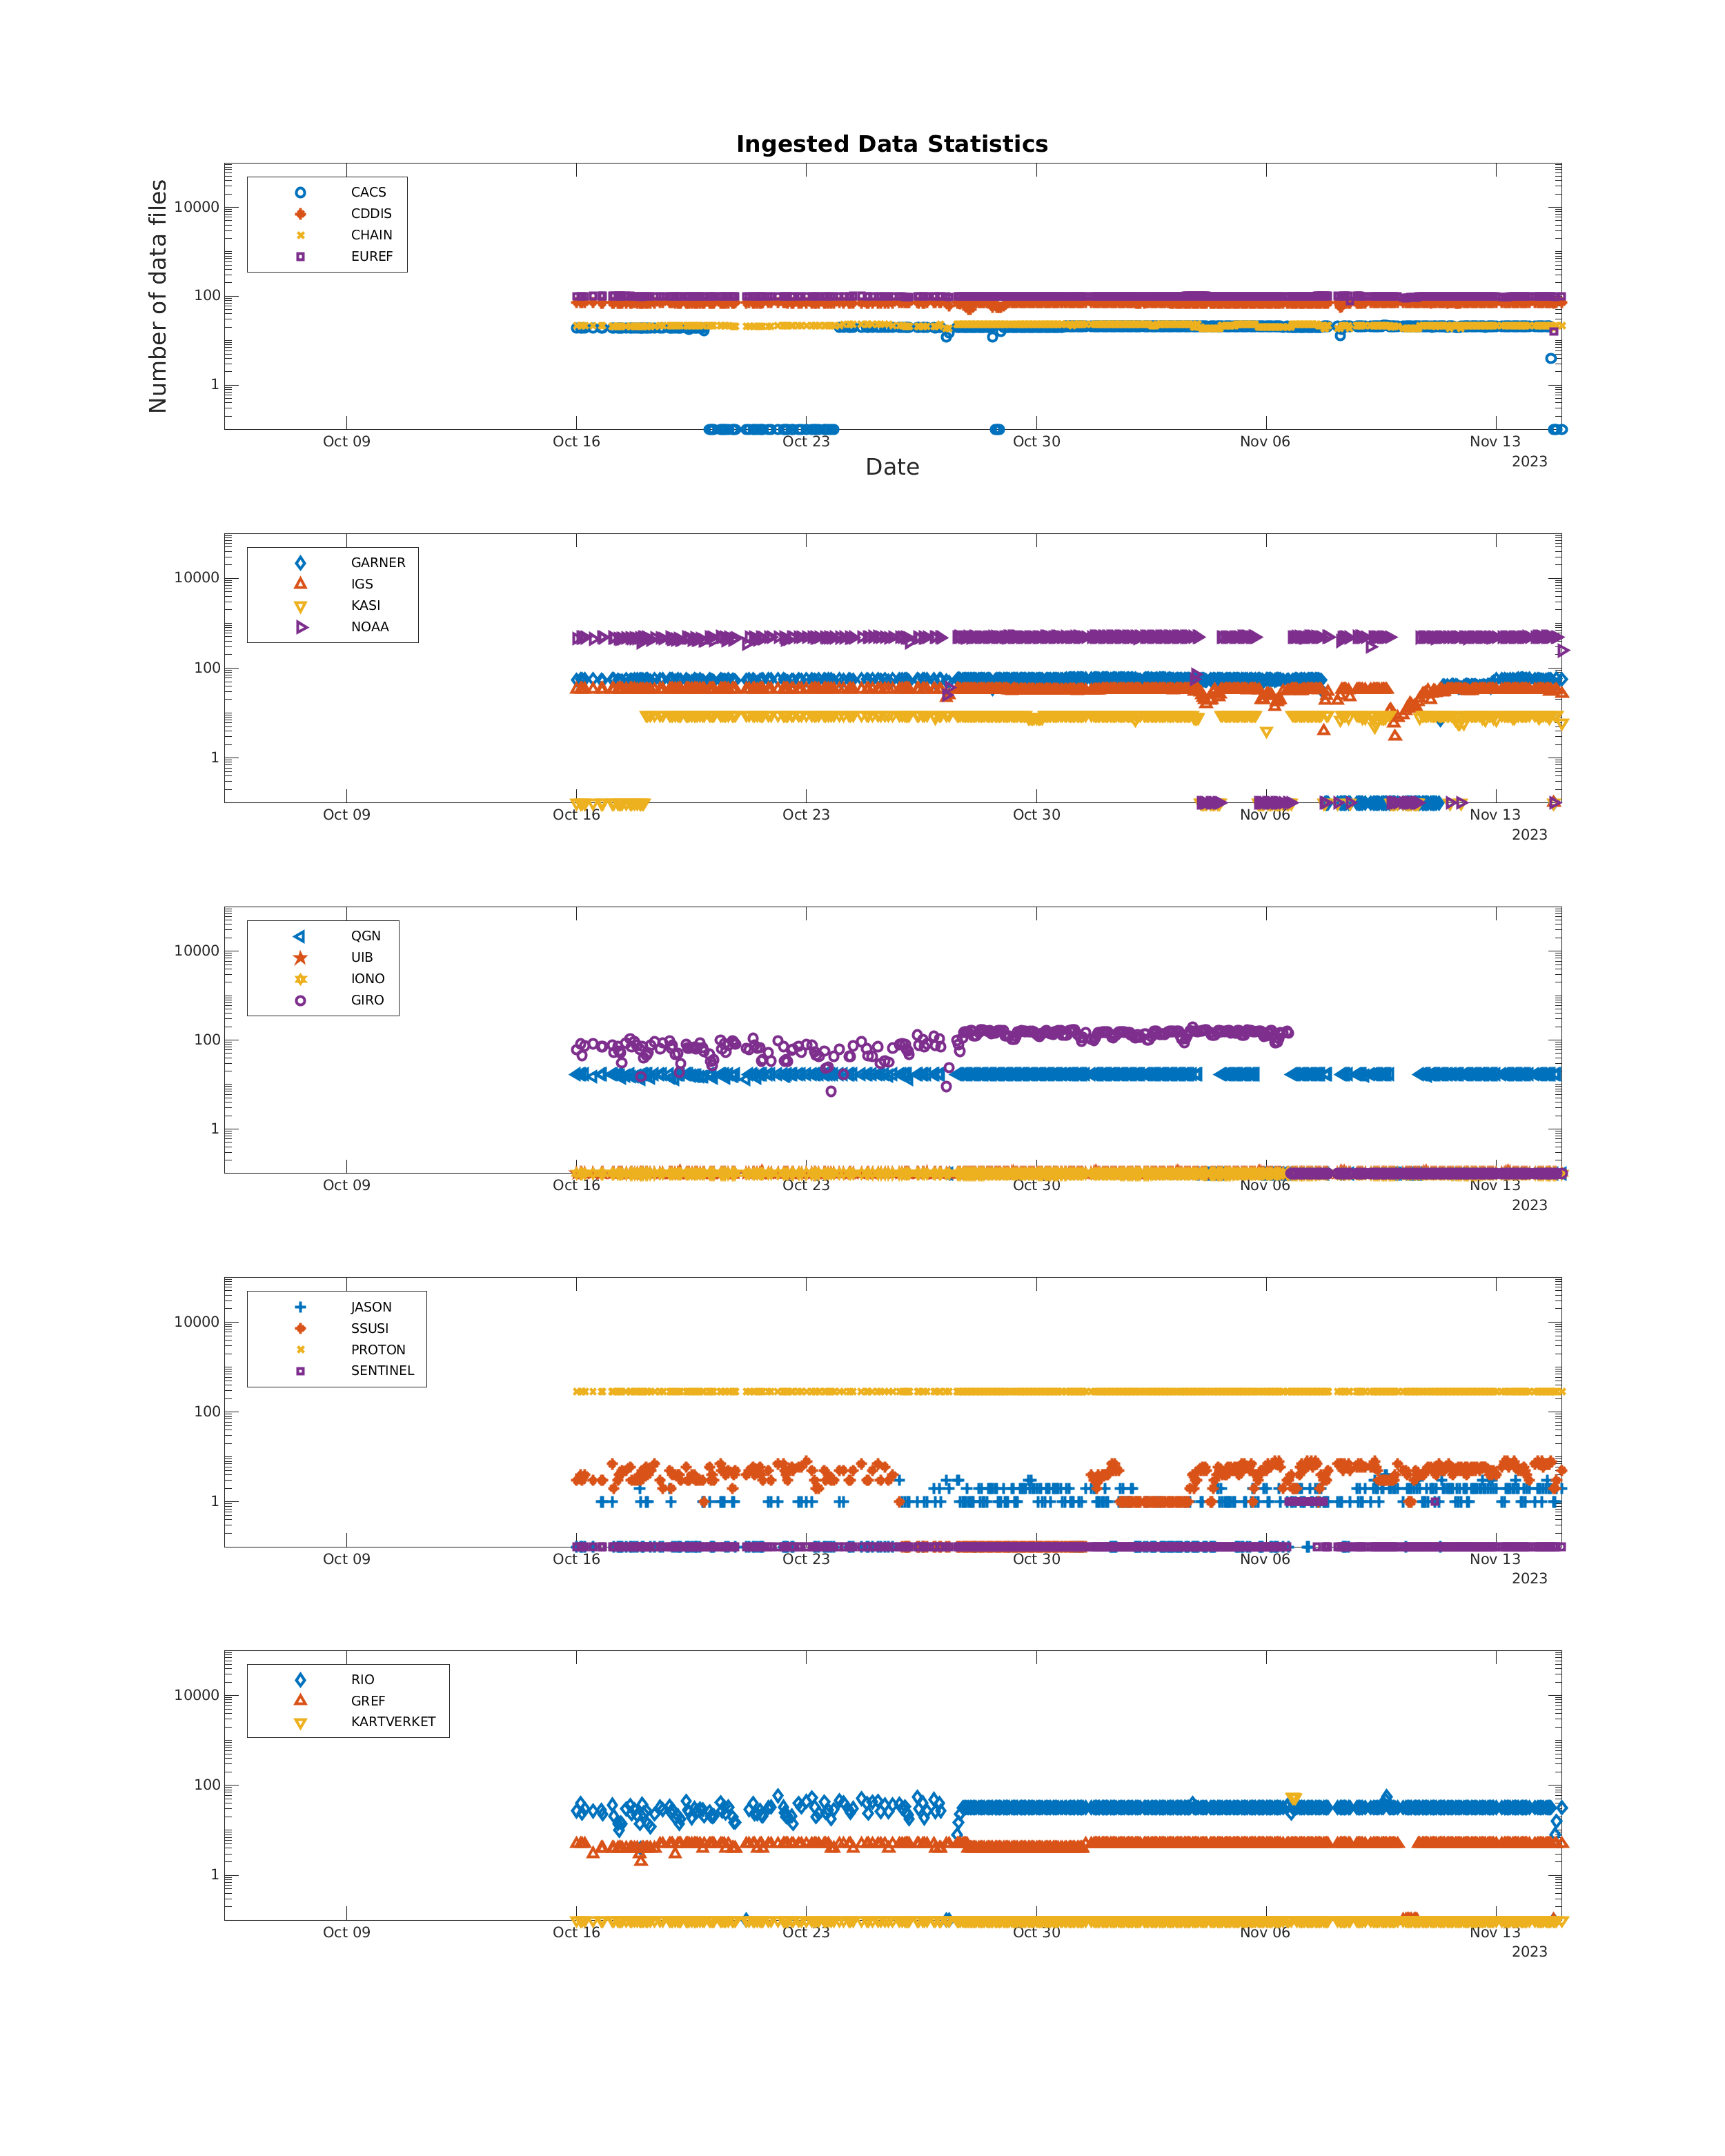 Ingested Data Statistics
Number of data files
10000
100
1
CACS
CDDIS
CHAIN
EUREF
Oct 09
Oct 16
Oct 23
Oct 30
Nov 06
Nov 13
2023
Date
10000
100
1
GARNER
IGS
KASI
NOAA
Oct 09
Oct 16
Oct 23
Oct 30
Nov 06
Nov 13
2023
10000
100
1
QGN
UIB
IONO
GIRO
Oct 09
Oct 16
Oct 23
Oct 30
Nov 06
Nov 13
2023
10000
100
1
JASON
SSUSI
PROTON
SENTINEL
Oct 09
Oct 16
Oct 23
Oct 30
Nov 06
Nov 13
2023
10000
100
1
RIO
GREF
KARTVERKET
Oct 09
Oct 16
Oct 23
Oct 30
Nov 06
Nov 13
2023